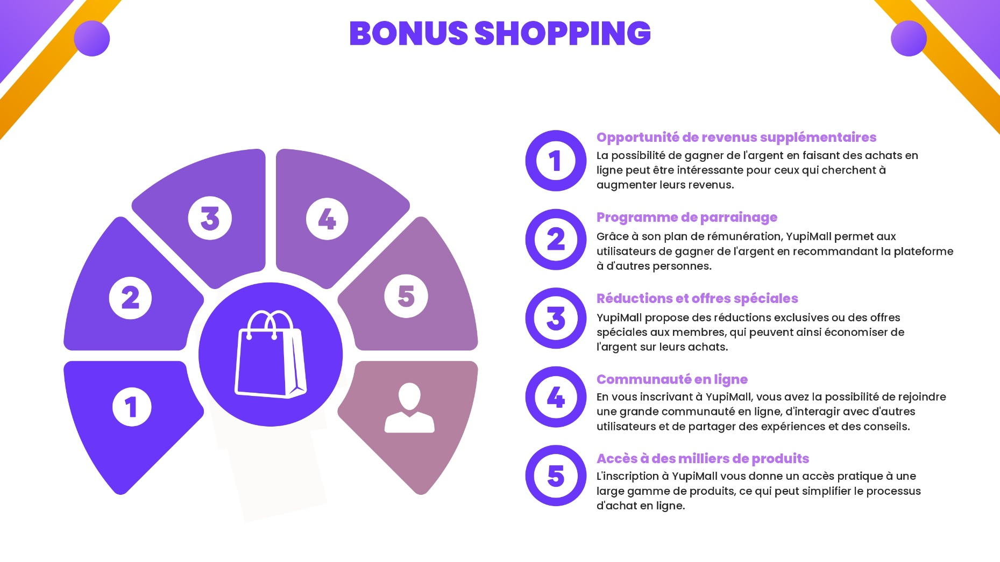 BONUS SHOPPING
3
4
2
5
1
1
Opportunité de revenus supplémentaires
La possibilité de gagner de l'argent en faisant des achats en
ligne peut être intéressante pour ceux qui cherchent à
augmenter leurs revenus.
2
Programme de parrainage
Grâce à son plan de rémunération, YupiMall permet aux
utilisateurs de gagner de l'argent en recommandant la plateforme
à d'autres personnes.
3
Réductions et offres spéciales
YupiMall propose des réductions exclusives ou des offres
spéciales aux membres, qui peuvent ainsi économiser de
l'argent sur leurs achats.
4
Communauté en ligne
En vous inscrivant à YupiMall, vous avez la possibilité de rejoindre
une grande communauté en ligne, d'interagir avec d'autres
utilisateurs et de partager des expériences et des conseils.
5
Accès à des milliers de produits
L'inscription à YupiMall vous donne un accès pratique à une
large gamme de produits, ce qui peut simplifier le processus
d'achat en ligne.